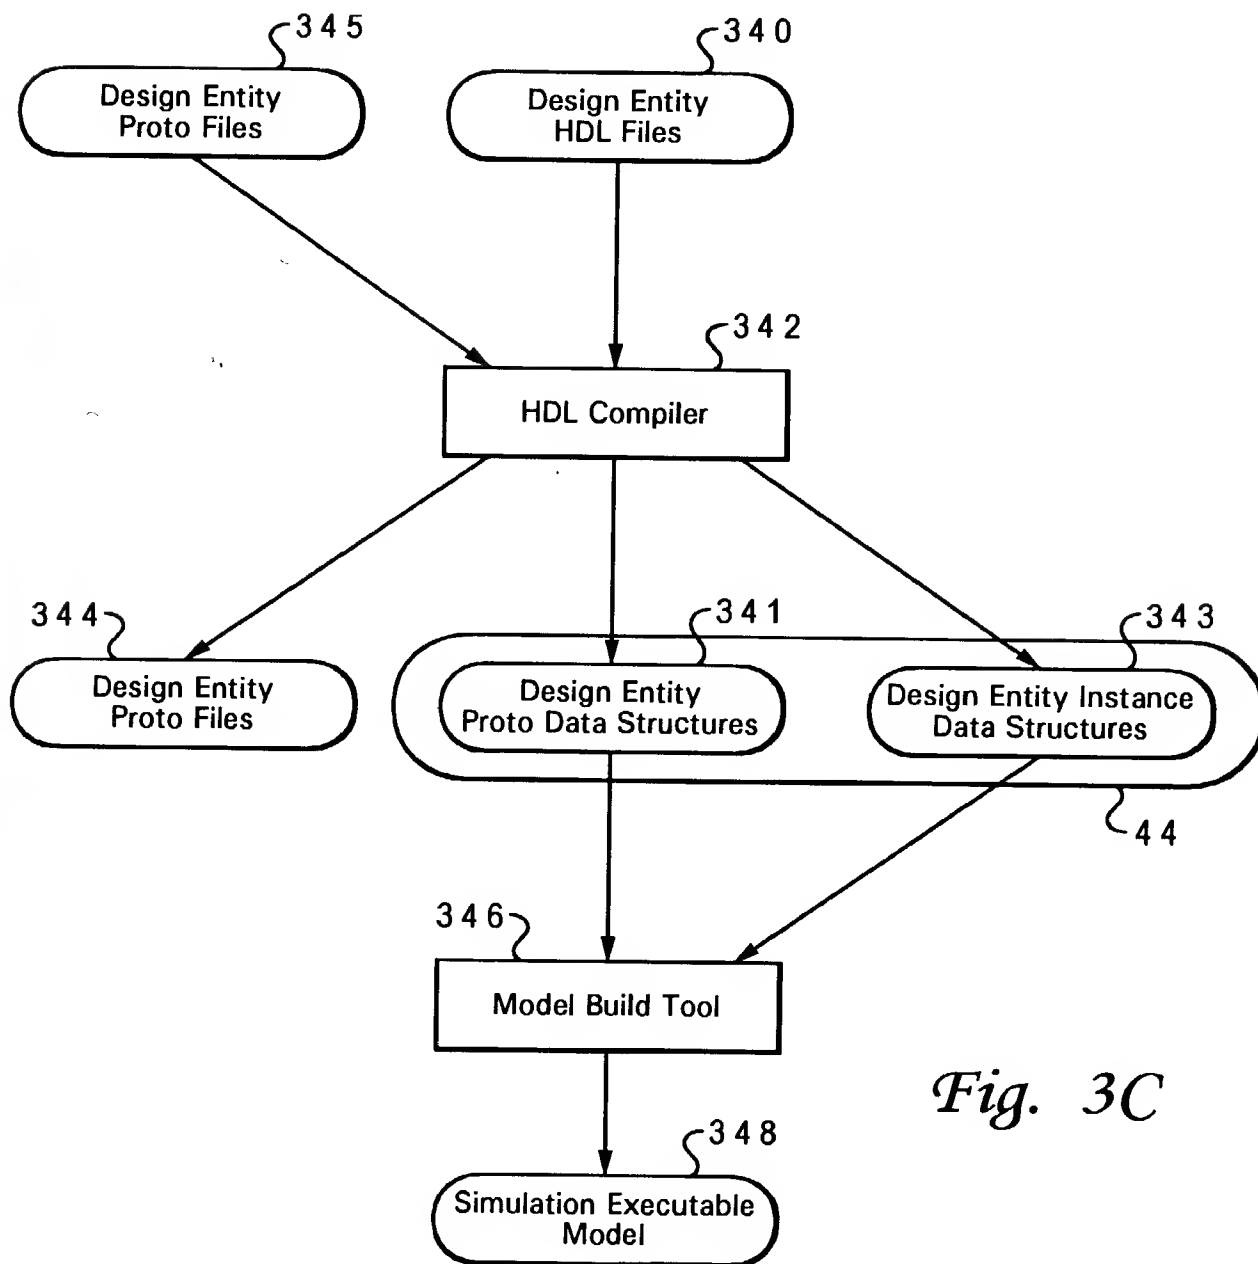 345
340
Design Entity
Proto Files
Design Entity
HDL Files
342
HDL Compiler
344
341
343
Design Entity
Proto Files
Design Entity
Proto Data Structures
Design Entity Instance
Data Structures
44
346
Model Build Tool
Fig. 3C
348
Simulation Executable
Model